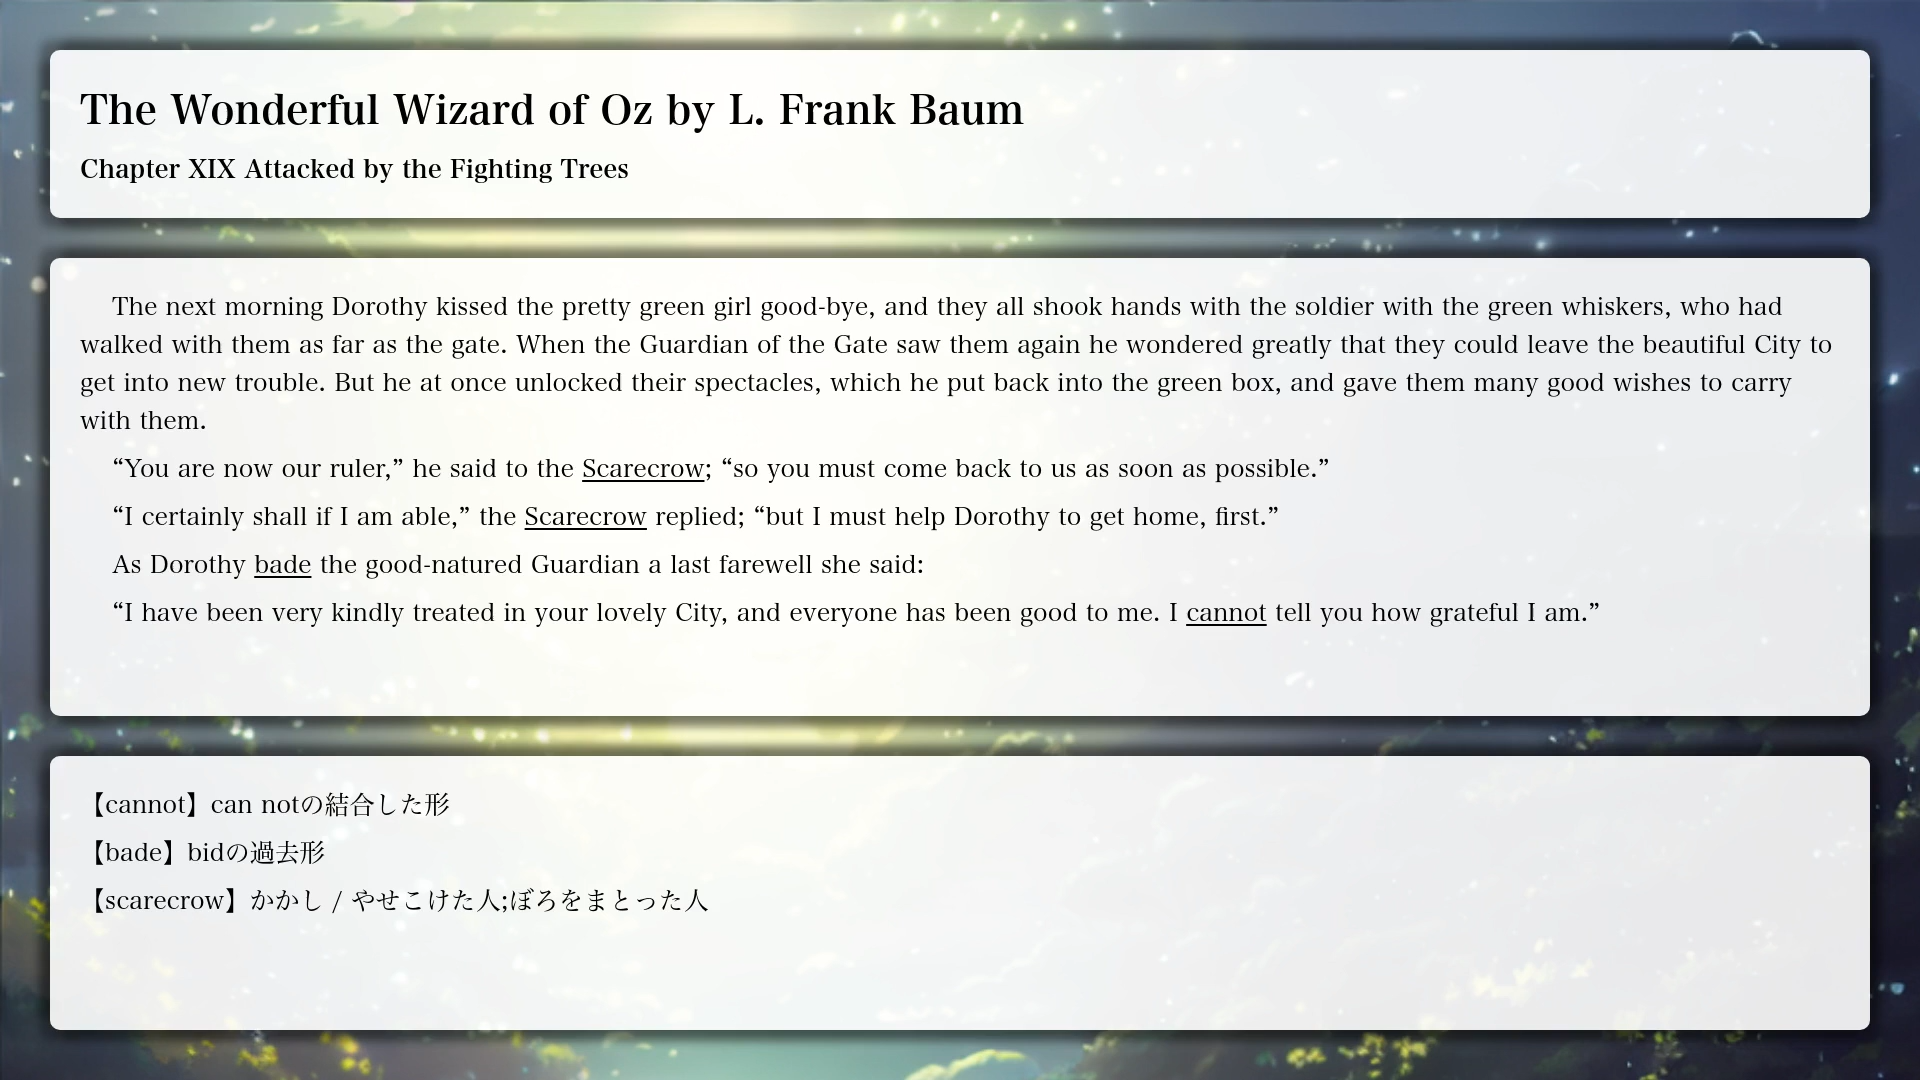 The Wonderful Wizard of Oz by L. Frank Baum
Chapter XIX Attacked by the Fighting Trees
The next morning Dorothy kissed the pretty green girl good-bye, and they all shook hands with the soldier with the green whiskers, who had
walked with them as far as the gate. When the Guardian of the Gate saw them again he wondered greatly that they could leave the beautiful City to
get into new trouble. But he at once unlocked their spectacles, which he put back into the green box, and gave them many good wishes to carry
with them.
“You are now our ruler,” he said to the Scarecrow; “so you must come back to us as soon as possible.”
“I certainly shall if I am able,” the Scarecrow replied; “but I must help Dorothy to get home, first.”
As Dorothy bade the good-natured Guardian a last farewell she said:
“I have been very kindly treated in your lovely City, and everyone has been good to me. I cannot tell you how grateful I am.”
【cannot】can notの結合した形
【bade】bidの過去形
【scarecrow】かかし / やせこけた人;ぼろをまとった人